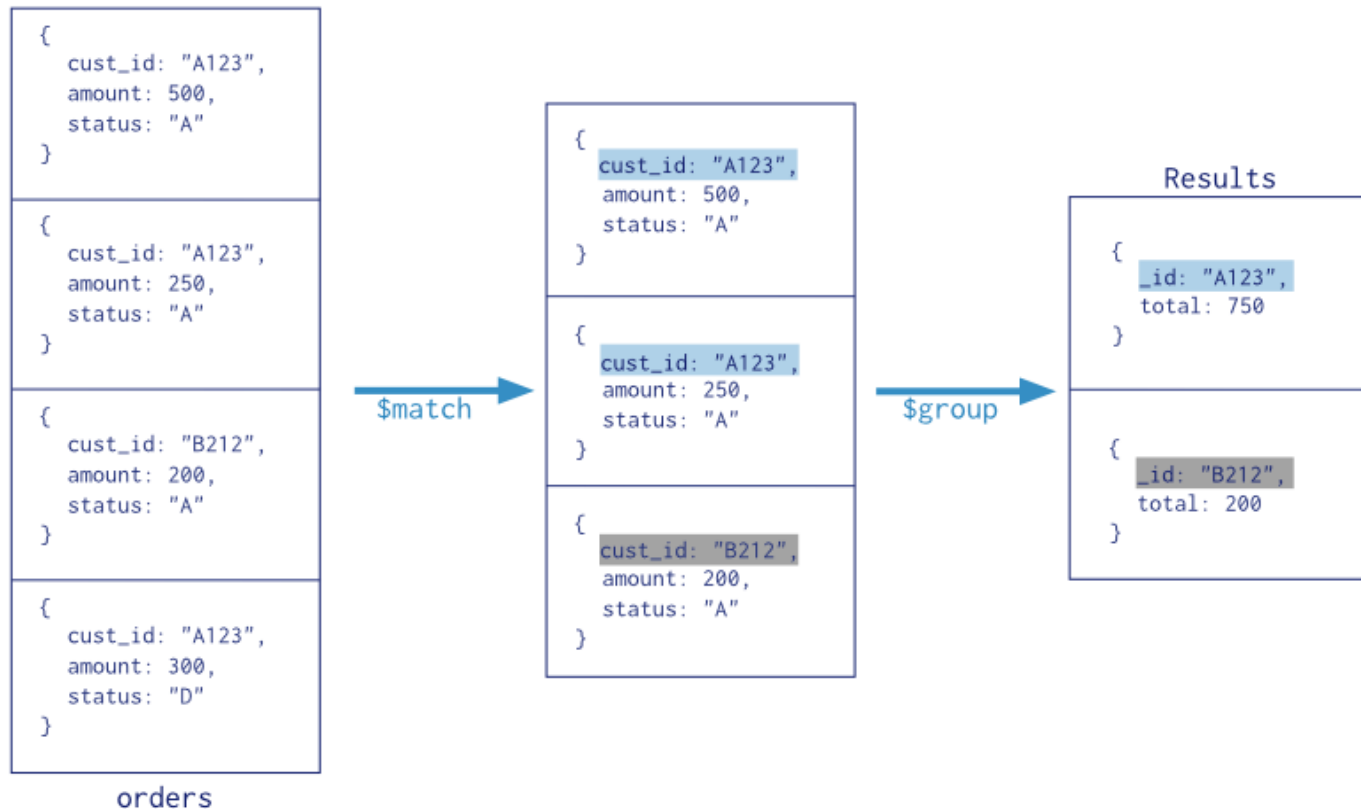 {
cust_id: "A123",
amount: 500,
status: "A"
}
{
cust_id: "A123",
amount: 250,
status: "A"
}
{
cust_id: "B212",
amount: 200,
status: "A"
}
{
cust_id: "A123",
amount: 300,
status: "D"
}
orders
$match
{
cust_id: "A123",
amount: 500,
status: "A"
}
{
cust_id: "A123",
amount: 250,
status: "A"
}
{
cust_id: "B212",
amount: 200,
status: "A"
}
$group
Results
{
_id: "A123",
total: 750
}
{
_id: "B212",
total: 200
}